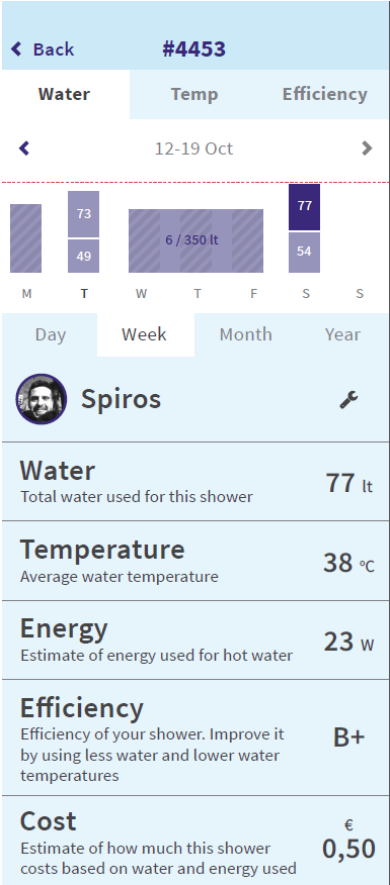 Back
#4453
Water Temp Efficiency
12-19 Oct
73
77
6 / 350 lt
49
54
M T W T F S S
Day Week Month Year
Spiros
Water
Total water used for this shower
77 lt
Temperature
Average water temperature
38 ºC
Energy
Estimate of energy used for hot water
23 W
Efficiency
Efficiency of your shower. Improve it
by using less water and lower water
temperatures
B+
Cost
Estimate of how much this shower
costs based on water and energy used
€
0,50